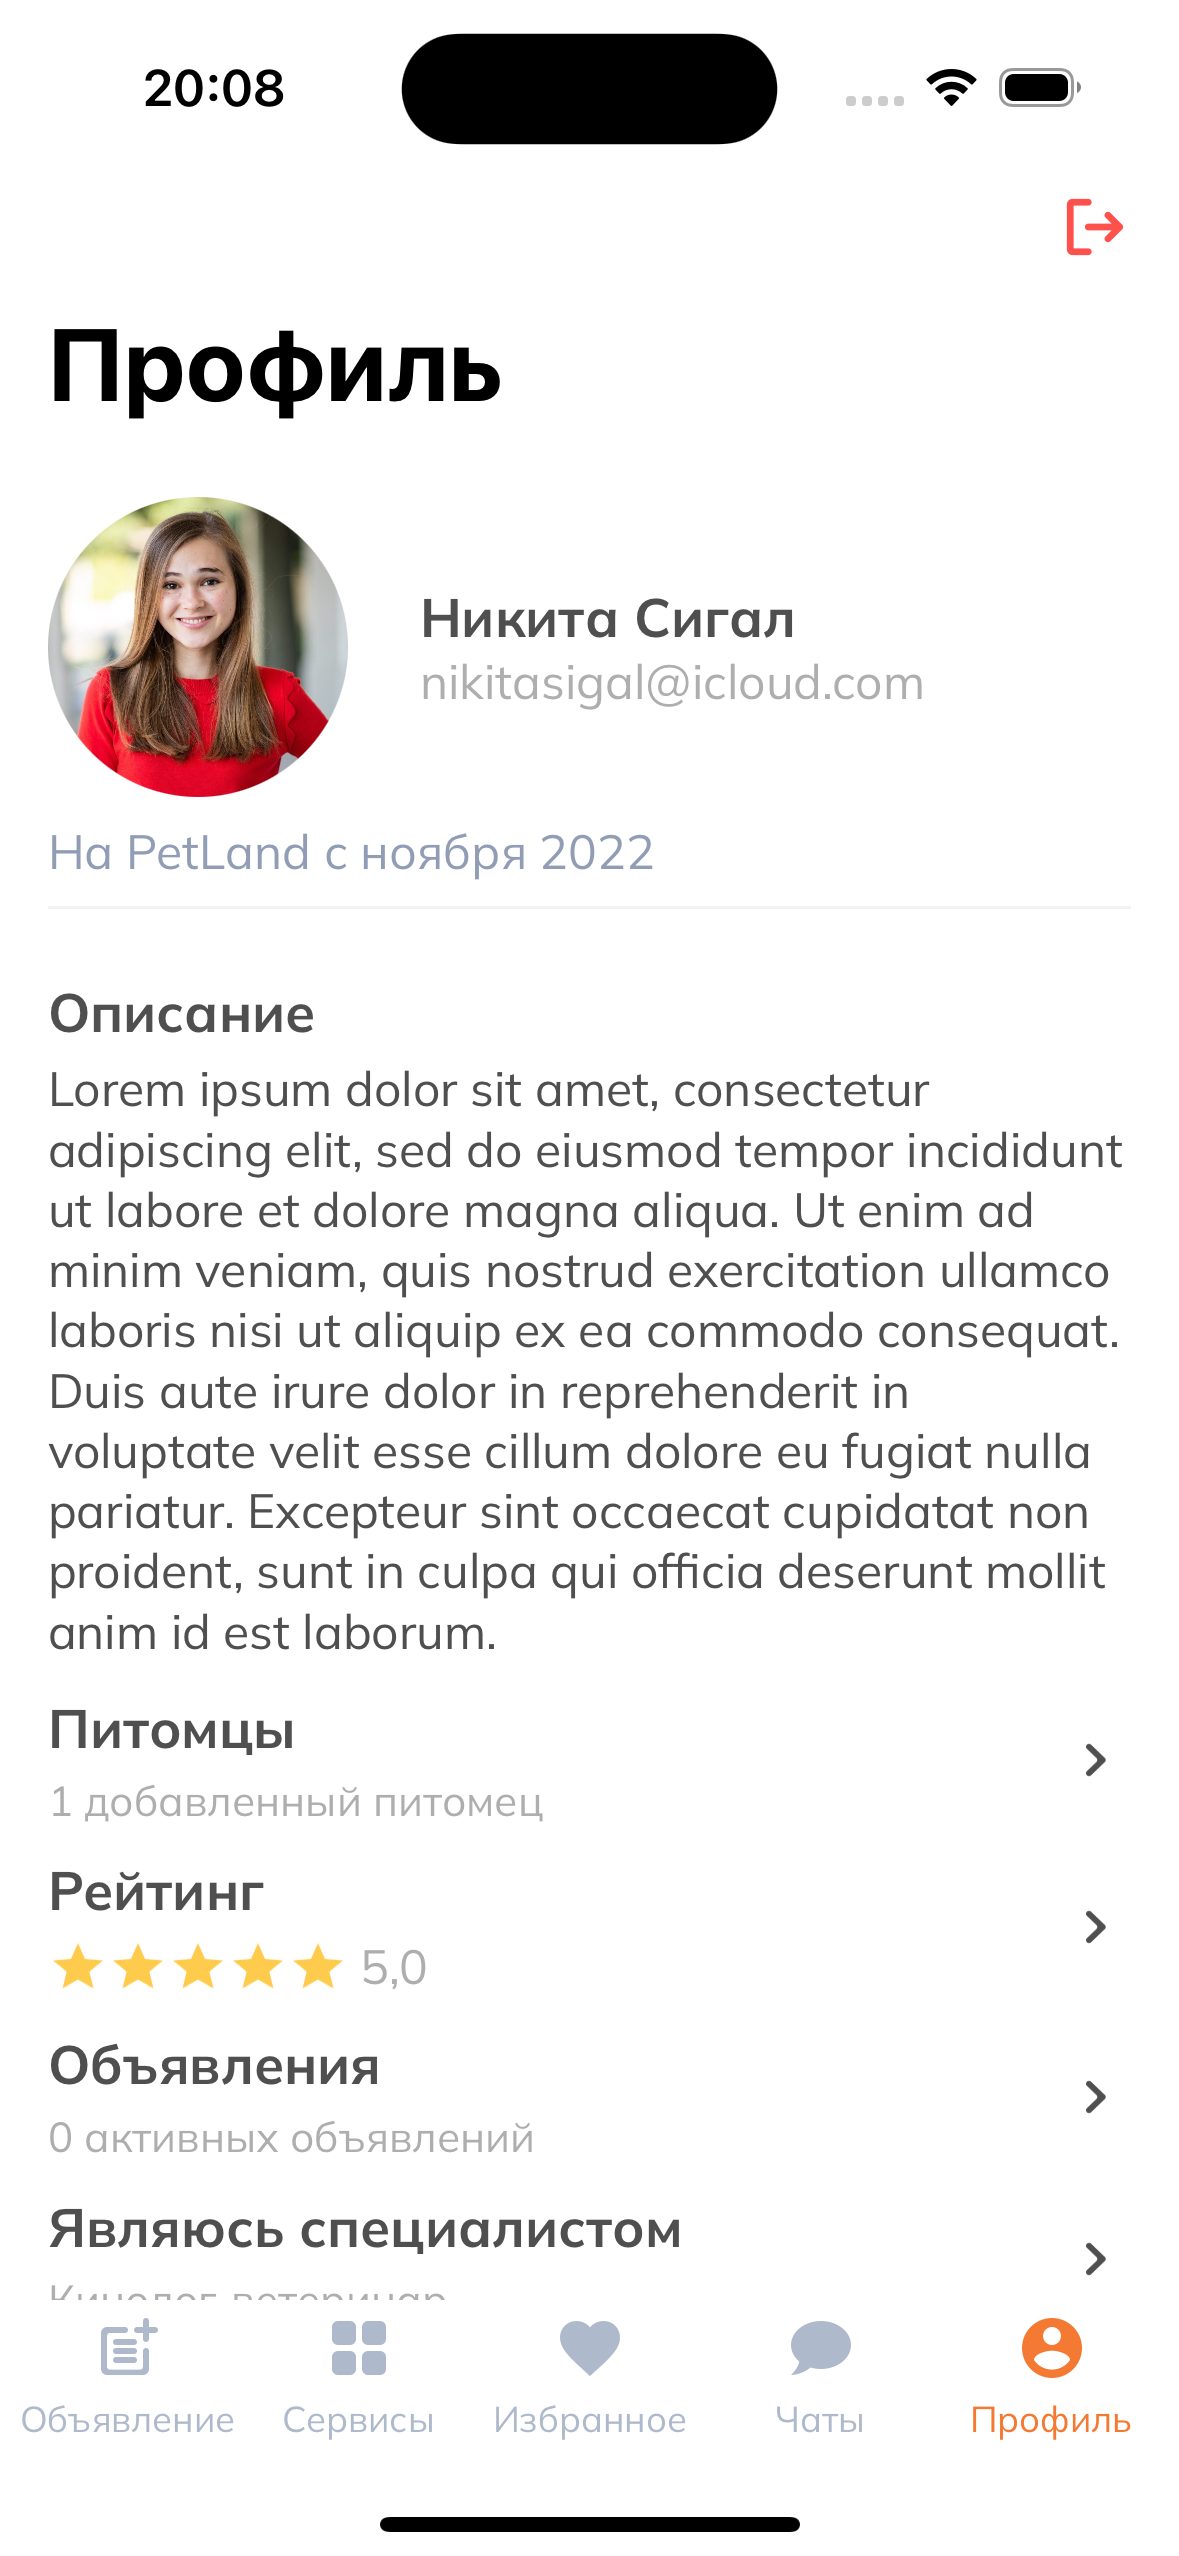 20:08
Профиль
Никита Сигал
nikitasigal@icloud.com
На PetLand с ноября 2022
Описание
Lorem ipsum dolor sit amet, consectetur
adipiscing elit, sed do eiusmod tempor incididunt
ut labore et dolore magna aliqua. Ut enim ad
minim veniam, quis nostrud exercitation ullamco
laboris nisi ut aliquip ex ea commodo consequat.
Duis aute irure dolor in reprehenderit in
voluptate velit esse cillum dolore eu fugiat nulla
pariatur. Excepteur sint occaecat cupidatat non
proident, sunt in culpa qui officia deserunt mollit
anim id est laborum.
Питомцы
1 добавленный питомец
Рейтинг
5,0
Объявления
0 активных объявлений
Являюсь специалистом
Кинолог ветеринар
Объявление Сервисы Избранное Чаты Профиль